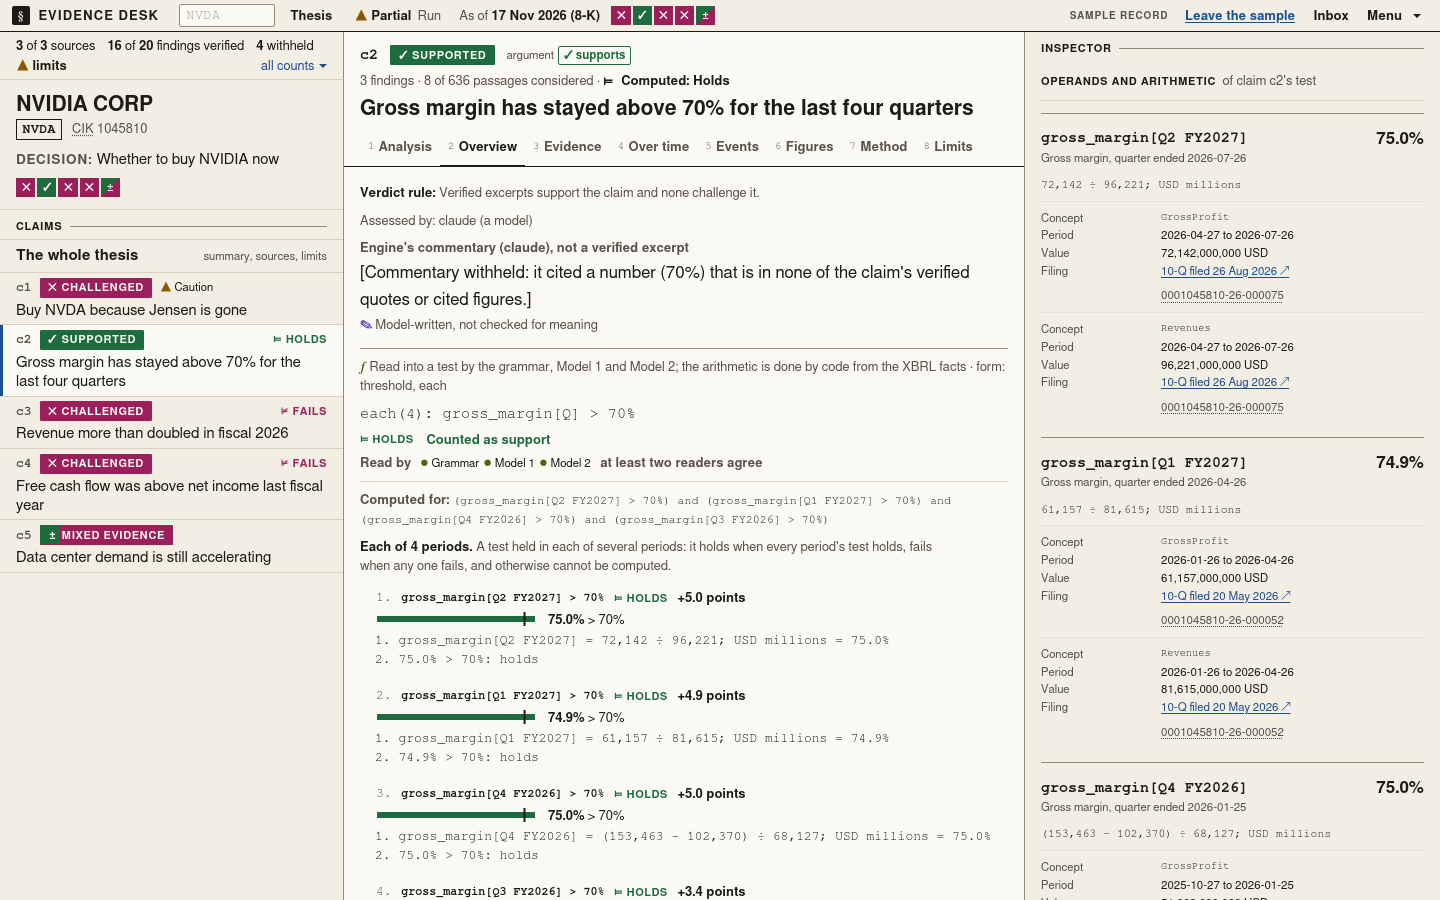 § EVIDENCE DESK NVDA Thesis Partial Run As of 17 Nov 2026 (8-K) ✕ ✓ ✕ ✕ ± SAMPLE RECORD Leave the sample Inbox Menu
3 of 3 sources 16 of 20 findings verified 4 withheld
limits all counts
NVIDIA CORP
NVDA CIK 1045810
DECISION: Whether to buy NVIDIA now
✕ ✓ ✕ ✕ ±
CLAIMS
The whole thesis summary, sources, limits
c1 ✕ CHALLENGED Caution
Buy NVDA because Jensen is gone
c2 ✓ SUPPORTED ⊨ HOLDS
Gross margin has stayed above 70% for the
last four quarters
c3 ✕ CHALLENGED ⊭ FAILS
Revenue more than doubled in fiscal 2026
c4 ✕ CHALLENGED ⊭ FAILS
Free cash flow was above net income last fiscal
year
c5 ± MIXED EVIDENCE
Data center demand is still accelerating
c2 ✓ SUPPORTED argument ✓ supports
3 findings · 8 of 636 passages considered · ⊨ Computed: Holds
Gross margin has stayed above 70% for the last four quarters
1 Analysis 2 Overview 3 Evidence 4 Over time 5 Events 6 Figures 7 Method 8 Limits
Verdict rule: Verified excerpts support the claim and none challenge it.
Assessed by: claude (a model)
Engine's commentary (claude), not a verified excerpt
[Commentary withheld: it cited a number (70%) that is in none of the claim's verified
quotes or cited figures.]
✎ Model-written, not checked for meaning
ƒ Read into a test by the grammar, Model 1 and Model 2; the arithmetic is done by code from the XBRL facts · form:
threshold, each
each(4): gross_margin[Q] > 70%
⊨ HOLDS Counted as support
Read by ● Grammar ● Model 1 ● Model 2 at least two readers agree
Computed for: (gross_margin[Q2 FY2027] > 70%) and (gross_margin[Q1 FY2027] > 70%) and
(gross_margin[Q4 FY2026] > 70%) and (gross_margin[Q3 FY2026] > 70%)
Each of 4 periods. A test held in each of several periods: it holds when every period's test holds, fails
when any one fails, and otherwise cannot be computed.
1. gross_margin[Q2 FY2027] > 70% ⊨ HOLDS +5.0 points
75.0% > 70%
1. gross_margin[Q2 FY2027] = 72,142 ÷ 96,221; USD millions = 75.0%
2. 75.0% > 70%: holds
2. gross_margin[Q1 FY2027] > 70% ⊨ HOLDS +4.9 points
74.9% > 70%
1. gross_margin[Q1 FY2027] = 61,157 ÷ 81,615; USD millions = 74.9%
2. 74.9% > 70%: holds
3. gross_margin[Q4 FY2026] > 70% ⊨ HOLDS +5.0 points
75.0% > 70%
1. gross_margin[Q4 FY2026] = (153,463 − 102,370) ÷ 68,127; USD millions = 75.0%
2. 75.0% > 70%: holds
4. gross_margin[Q3 FY2026] > 70% ⊨ HOLDS +3.4 points
INSPECTOR
OPERANDS AND ARITHMETIC of claim c2's test
gross_margin[Q2 FY2027] 75.0%
Gross margin, quarter ended 2026-07-26
72,142 ÷ 96,221; USD millions
Concept GrossProfit
Period 2026-04-27 to 2026-07-26
Value 72,142,000,000 USD
Filing 10-Q filed 26 Aug 2026 ↗
0001045810-26-000075
Concept Revenues
Period 2026-04-27 to 2026-07-26
Value 96,221,000,000 USD
Filing 10-Q filed 26 Aug 2026 ↗
0001045810-26-000075
gross_margin[Q1 FY2027] 74.9%
Gross margin, quarter ended 2026-04-26
61,157 ÷ 81,615; USD millions
Concept GrossProfit
Period 2026-01-26 to 2026-04-26
Value 61,157,000,000 USD
Filing 10-Q filed 20 May 2026 ↗
0001045810-26-000052
Concept Revenues
Period 2026-01-26 to 2026-04-26
Value 81,615,000,000 USD
Filing 10-Q filed 20 May 2026 ↗
0001045810-26-000052
gross_margin[Q4 FY2026] 75.0%
Gross margin, quarter ended 2026-01-25
(153,463 − 102,370) ÷ 68,127; USD millions
Concept GrossProfit
Period 2025-10-27 to 2026-01-25